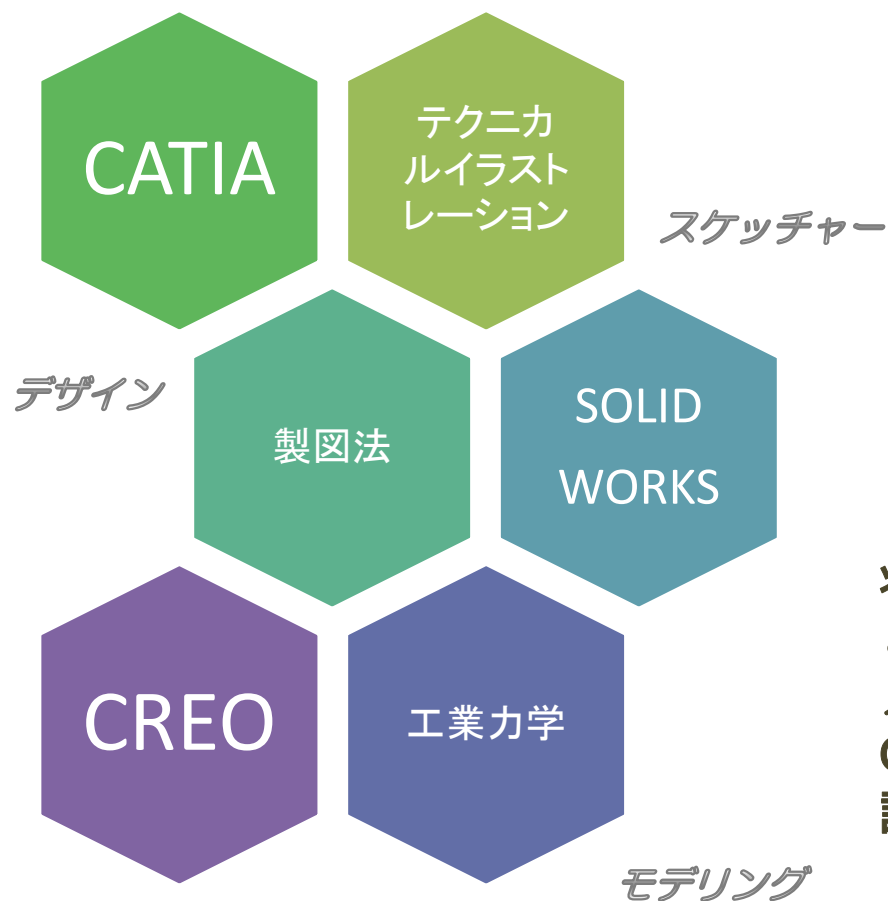 CATIA
テクニカ
ルイラスト
レーション
スケッチャー
デザイン
製図法
SOLID
WORKS
CREO
工業力学
モデリング